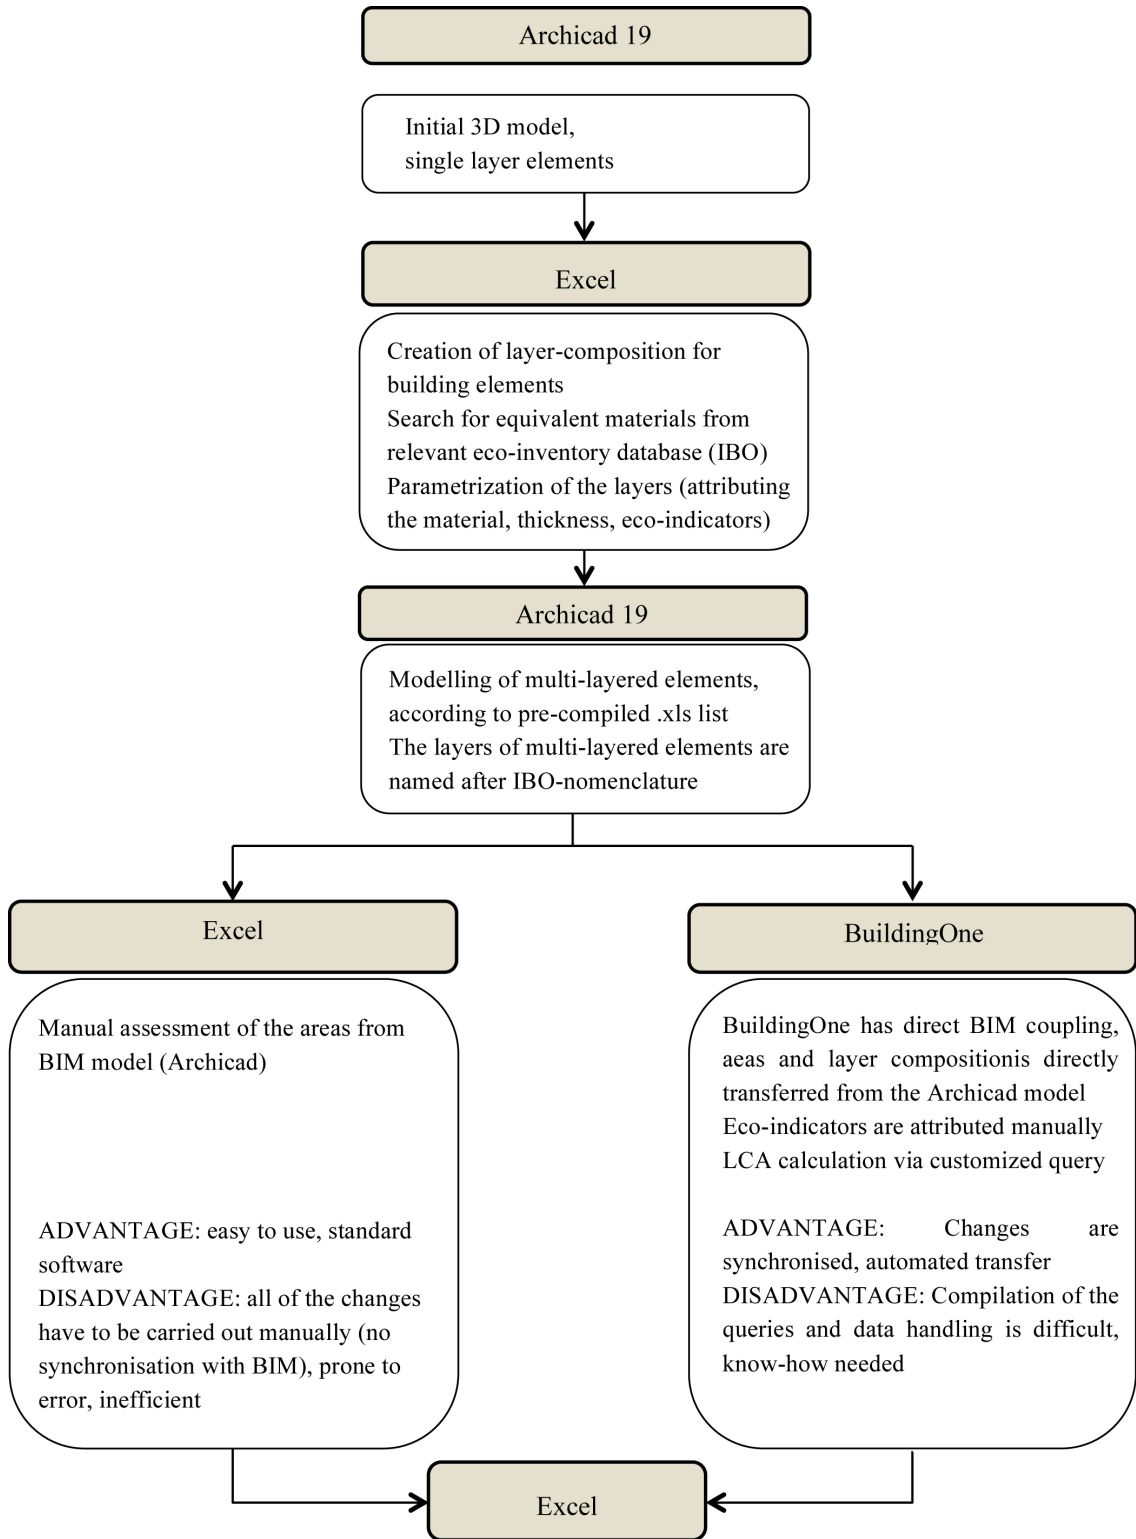 Archicad 19
Initial 3D model,
single layer elements
Excel
Creation of layer-composition for
building elements
Search for equivalent materials from
relevant eco-inventory database (IBO)
Parametrization of the layers (attributing
the material, thickness, eco-indicators)
Archicad 19
Modelling of multi-layered elements,
according to pre-compiled .xls list
The layers of multi-layered elements are
named after IBO-nomenclature
Excel
Manual assessment of the areas from
BIM model (Archicad)
ADVANTAGE: easy to use, standard
software
DISADVANTAGE: all of the changes
have to be carried out manually (no
synchronisation with BIM), prone to
error, inefficient
BuildingOne
BuildingOne has direct BIM coupling,
aeas and layer compositionis directly
transferred from the Archicad model
Eco-indicators are attributed manually
LCA calculation via customized query
ADVANTAGE: Changes are
synchronised, automated transfer
DISADVANTAGE: Compilation of the
queries and data handling is difficult,
know-how needed
Excel